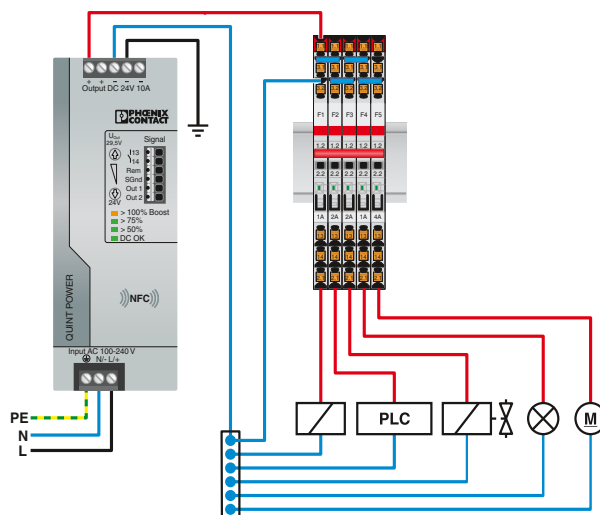 + + − − −
Output DC 24V 10A
PHŒNIX
CONTACT
UOut
29,5V
24V
Signal
13
14
Rem
SGnd
Out 1
Out 2
> 100% Boost
> 75%
> 50%
DC OK
QUINT POWER
NFC
Input AC 100-240 V
N/- L/+
PE
N
L
F1 F2 F3 F4 F5
1.2 1.2 1.2 1.2 1.2
2.2 2.2 2.2 2.2 2.2
1A 2A 2A 1A 4A
PLC
M